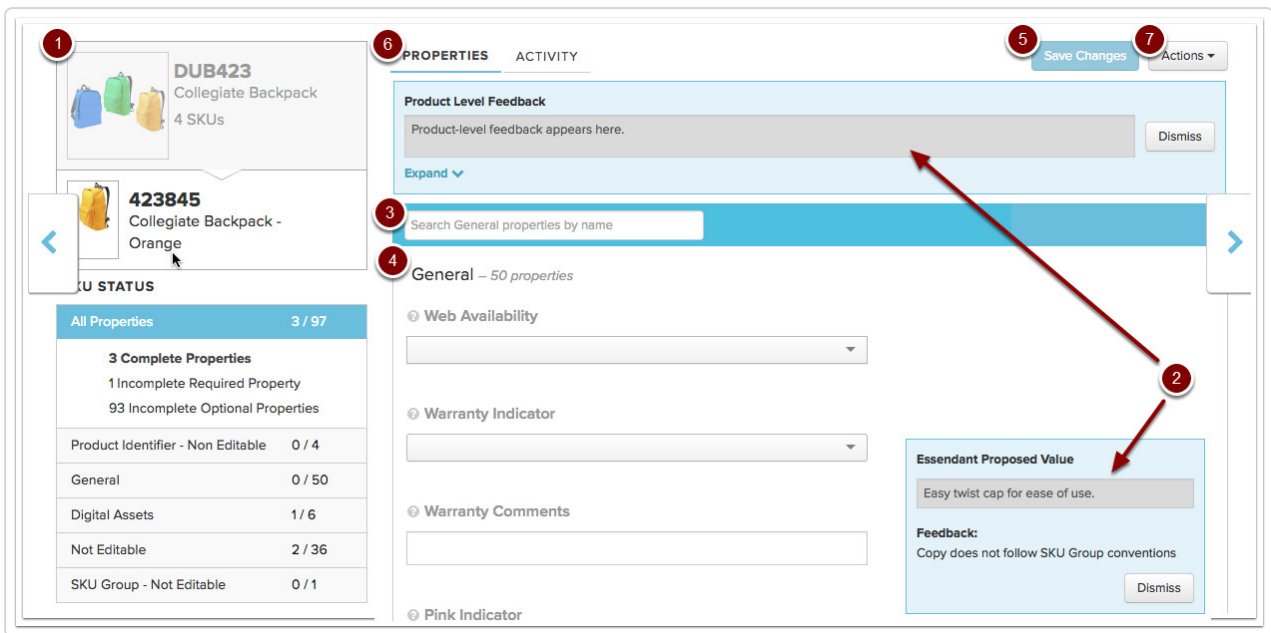 1
DUB423
Collegiate Backpack
4 SKUs
423845
Collegiate Backpack -
Orange
KU STATUS
All Properties 3 / 97
3 Complete Properties
1 Incomplete Required Property
93 Incomplete Optional Properties
Product Identifier - Non Editable 0 / 4
General 0 / 50
Digital Assets 1 / 6
Not Editable 2 / 36
SKU Group - Not Editable 0 / 1
6
PROPERTIES ACTIVITY
5
Save Changes
7
Actions
Product Level Feedback
Product-level feedback appears here.
Dismiss
Expand
3
Search General properties by name
4
General – 50 properties
Web Availability
Warranty Indicator
Warranty Comments
Pink Indicator
2
Essendant Proposed Value
Easy twist cap for ease of use.
Feedback:
Copy does not follow SKU Group conventions
Dismiss